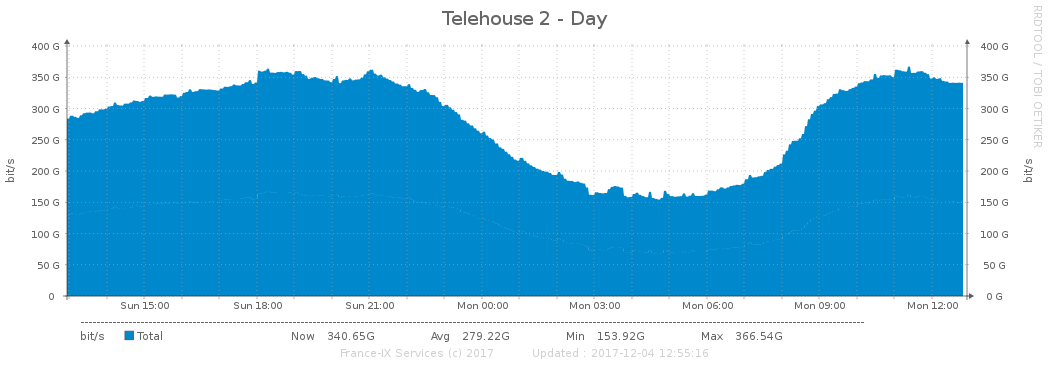 Telehouse 2 - Day
RRDTOOL / TOBI OETIKER
400 G 400 G
350 G 350 G
300 G 300 G
250 G 250 G
200 G 200 G
150 G 150 G
100 G 100 G
50 G 50 G
0 0 G
bit/s
bit/s
Sun 15:00 Sun 18:00 Sun 21:00 Mon 00:00 Mon 03:00 Mon 06:00 Mon 09:00 Mon 12:00
bit/s Total Now 340.65G Avg 279.22G Min 153.92G Max 366.54G
France-IX Services (c) 2017 Updated : 2017-12-04 12:55:16